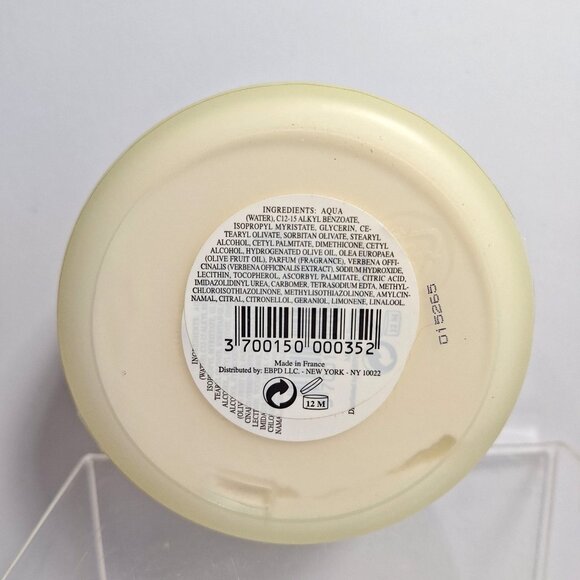 INGREDIENTS: AQUA
(WATER), C12-15 ALKYL BENZOATE,
ISOPROPYL MYRISTATE, GLYCERIN, CE-
TEARYL OLIVATE, SORBITAN OLIVATE, STEARYL
ALCOHOL, CETYL PALMITATE, DIMETHICONE, CETYL
ALCOHOL, HYDROGENATED OLIVE OIL, OLEA EUROPAEA
(OLIVE FRUIT OIL), PARFUM (FRAGRANCE), VERBENA OFFI-
CINALIS (VERBENA OFFICINALIS EXTRACT), SODIUM HYDROXIDE,
LECITHIN, TOCOPHEROL, ASCORBYL PALMITATE, CITRIC ACID,
IMIDAZOLIDINYL UREA, CARBOMER, TETRASODIUM EDTA, METHYL-
CHLOROISOTHIAZOLINONE, METHYLISOTHIAZOLINONE, AMYLCIN-
NAMAL, CITRAL, CITRONELLOL, GERANIOL, LIMONENE, LINALOOL.
3 700150 000352
Made in France
Distributed by: EBPD LLC. - NEW YORK - NY 10022
12 M
015265